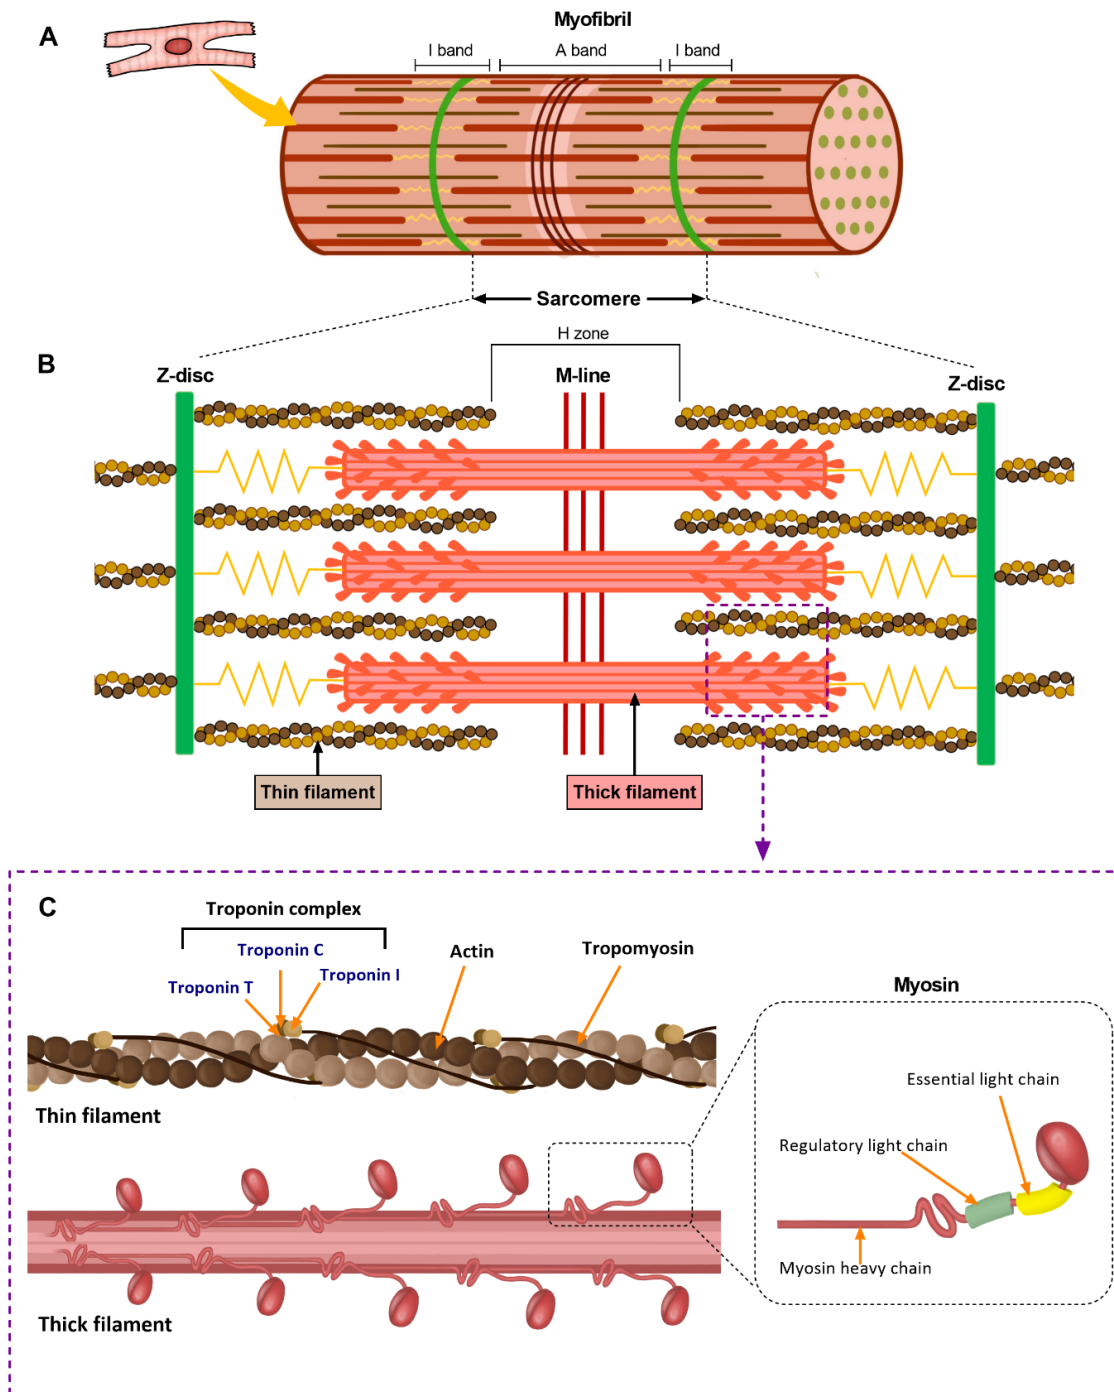 A
Myofibril
I band
A band
I band
Sarcomere
H zone
B
Z-disc
M-line
Z-disc
Thin filament
Thick filament
C
Troponin complex
Troponin C
Troponin I
Troponin T
Actin
Tropomyosin
Myosin
Essential light chain
Regulatory light chain
Myosin heavy chain
Thin filament
Thick filament